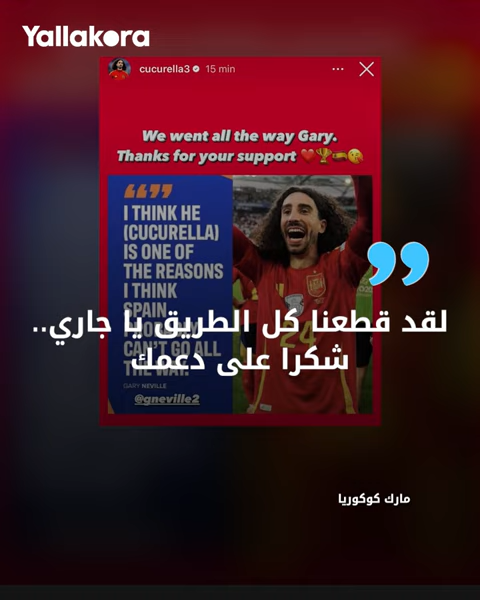 Yallakora
cucurella3 15 min
We went all the way Gary.
Thanks for your support ❤️🏆
I THINK HE
(CUCURELLA)
IS ONE OF
THE REASONS
I THINK
SPAIN
لقد قطعنا كل الطريق يا جاري..
CAN'T GO ALL
شكرا على دعمك
THE WAY.
GARY NEVILLE
@gneville2
مارك كوكوريا